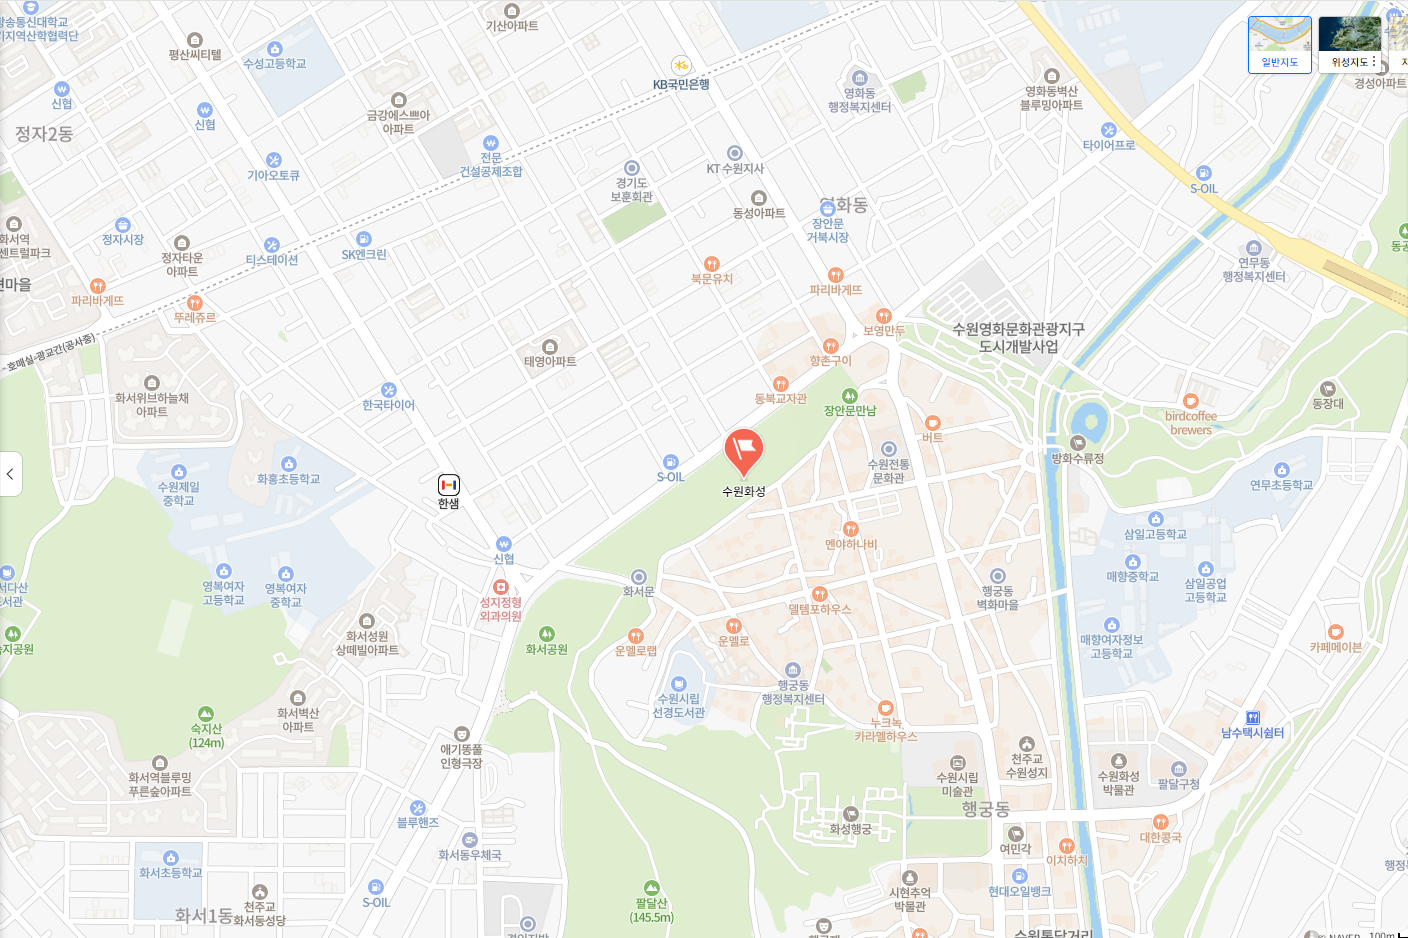 방송통신대학교
경기지역산학협력단
평산씨티텔
수성고등학교
기산아파트
KB국민은행
영화동
행정복지센터
영화동벽산
블루밍아파트
일반지도
위성지도
경성아파트
신협
신협
정자2동
금강에스쁘아
아파트
전문
건설공제조합
기아오토큐
KT 수원지사
경기도
보훈회관
동성아파트
영화동
장안문
거북시장
타이어프로
S-OIL
화서역
센트럴파크
정자시장
정자타운
아파트
티스테이션
SK엔크린
연무동
행정복지센터
파리바게뜨
뚜레쥬르
북문유치
파리바게뜨
보영만두
수원영화문화관광지구
도시개발사업
호매실-광교간(공사중)
태영아파트
향촌구이
화서위브하늘채
아파트
한국타이어
동북교자관
장안문만남
버트
birdcoffee
brewers
동장대
수원제일
중학교
화홍초등학교
한샘
S-OIL
수원화성
수원전통
문화관
방화수류정
연무초등학교
멘야하나비
삼일고등학교
신협
영복여자
고등학교
영복여자
중학교
성지정형
외과의원
화서문
델템포하우스
행궁동
벽화마을
매향중학교
삼일공업
고등학교
화서성원
상떼빌아파트
화서공원
운멜로랩
운멜로
매향여자정보
고등학교
카페메이븐
숙지공원
화서벽산
아파트
숙지산
(124m)
수원시립
선경도서관
행궁동
행정복지센터
누크녹
카라멜하우스
남수택시쉼터
애기똥풀
인형극장
화서역블루밍
푸른숲아파트
수원시립
미술관
천주교
수원성지
수원화성
박물관
팔달구청
블루핸즈
화성행궁
행궁동
여민각
대한콩국
이치하치
화서동우체국
화서초등학교
화서1동
천주교
화서동성당
S-OIL
팔달산
(145.5m)
시현추억
박물관
현대오일뱅크
수원통닭거리
© NAVER
100m